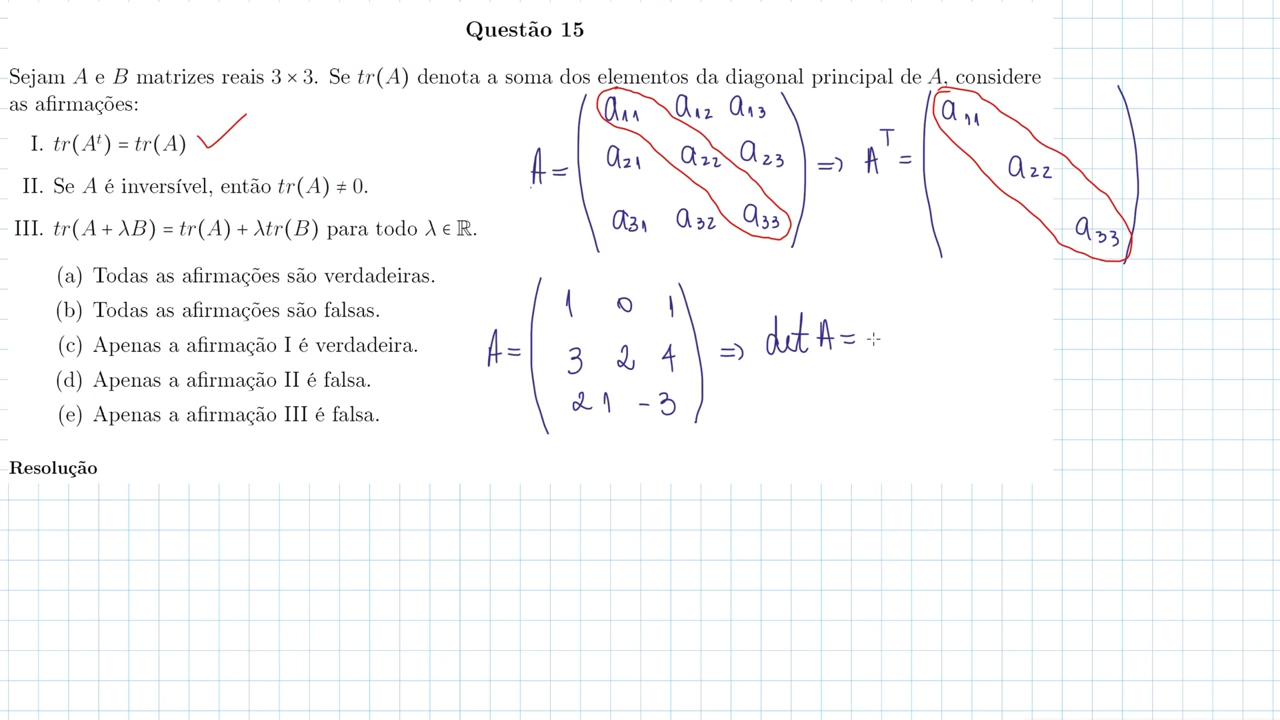 Questão 15
Sejam A e B matrizes reais 3 × 3. Se tr(A) denota a soma dos elementos da diagonal principal de A, considere
as afirmações:
I. tr(Aᵗ) = tr(A)
II. Se A é inversível, então tr(A) ≠ 0.
III. tr(A + λB) = tr(A) + λtr(B) para todo λ ∈ ℝ.
(a) Todas as afirmações são verdadeiras.
(b) Todas as afirmações são falsas.
(c) Apenas a afirmação I é verdadeira.
(d) Apenas a afirmação II é falsa.
(e) Apenas a afirmação III é falsa.
Resolução
a₁₁ a₁₂ a₁₃
A = a₂₁ a₂₂ a₂₃
a₃₁ a₃₂ a₃₃
⇒ Aᵀ =
a₁₁
a₂₂
a₃₃
1 0 1
A = 3 2 4 ⇒ det A =
2 1 -3